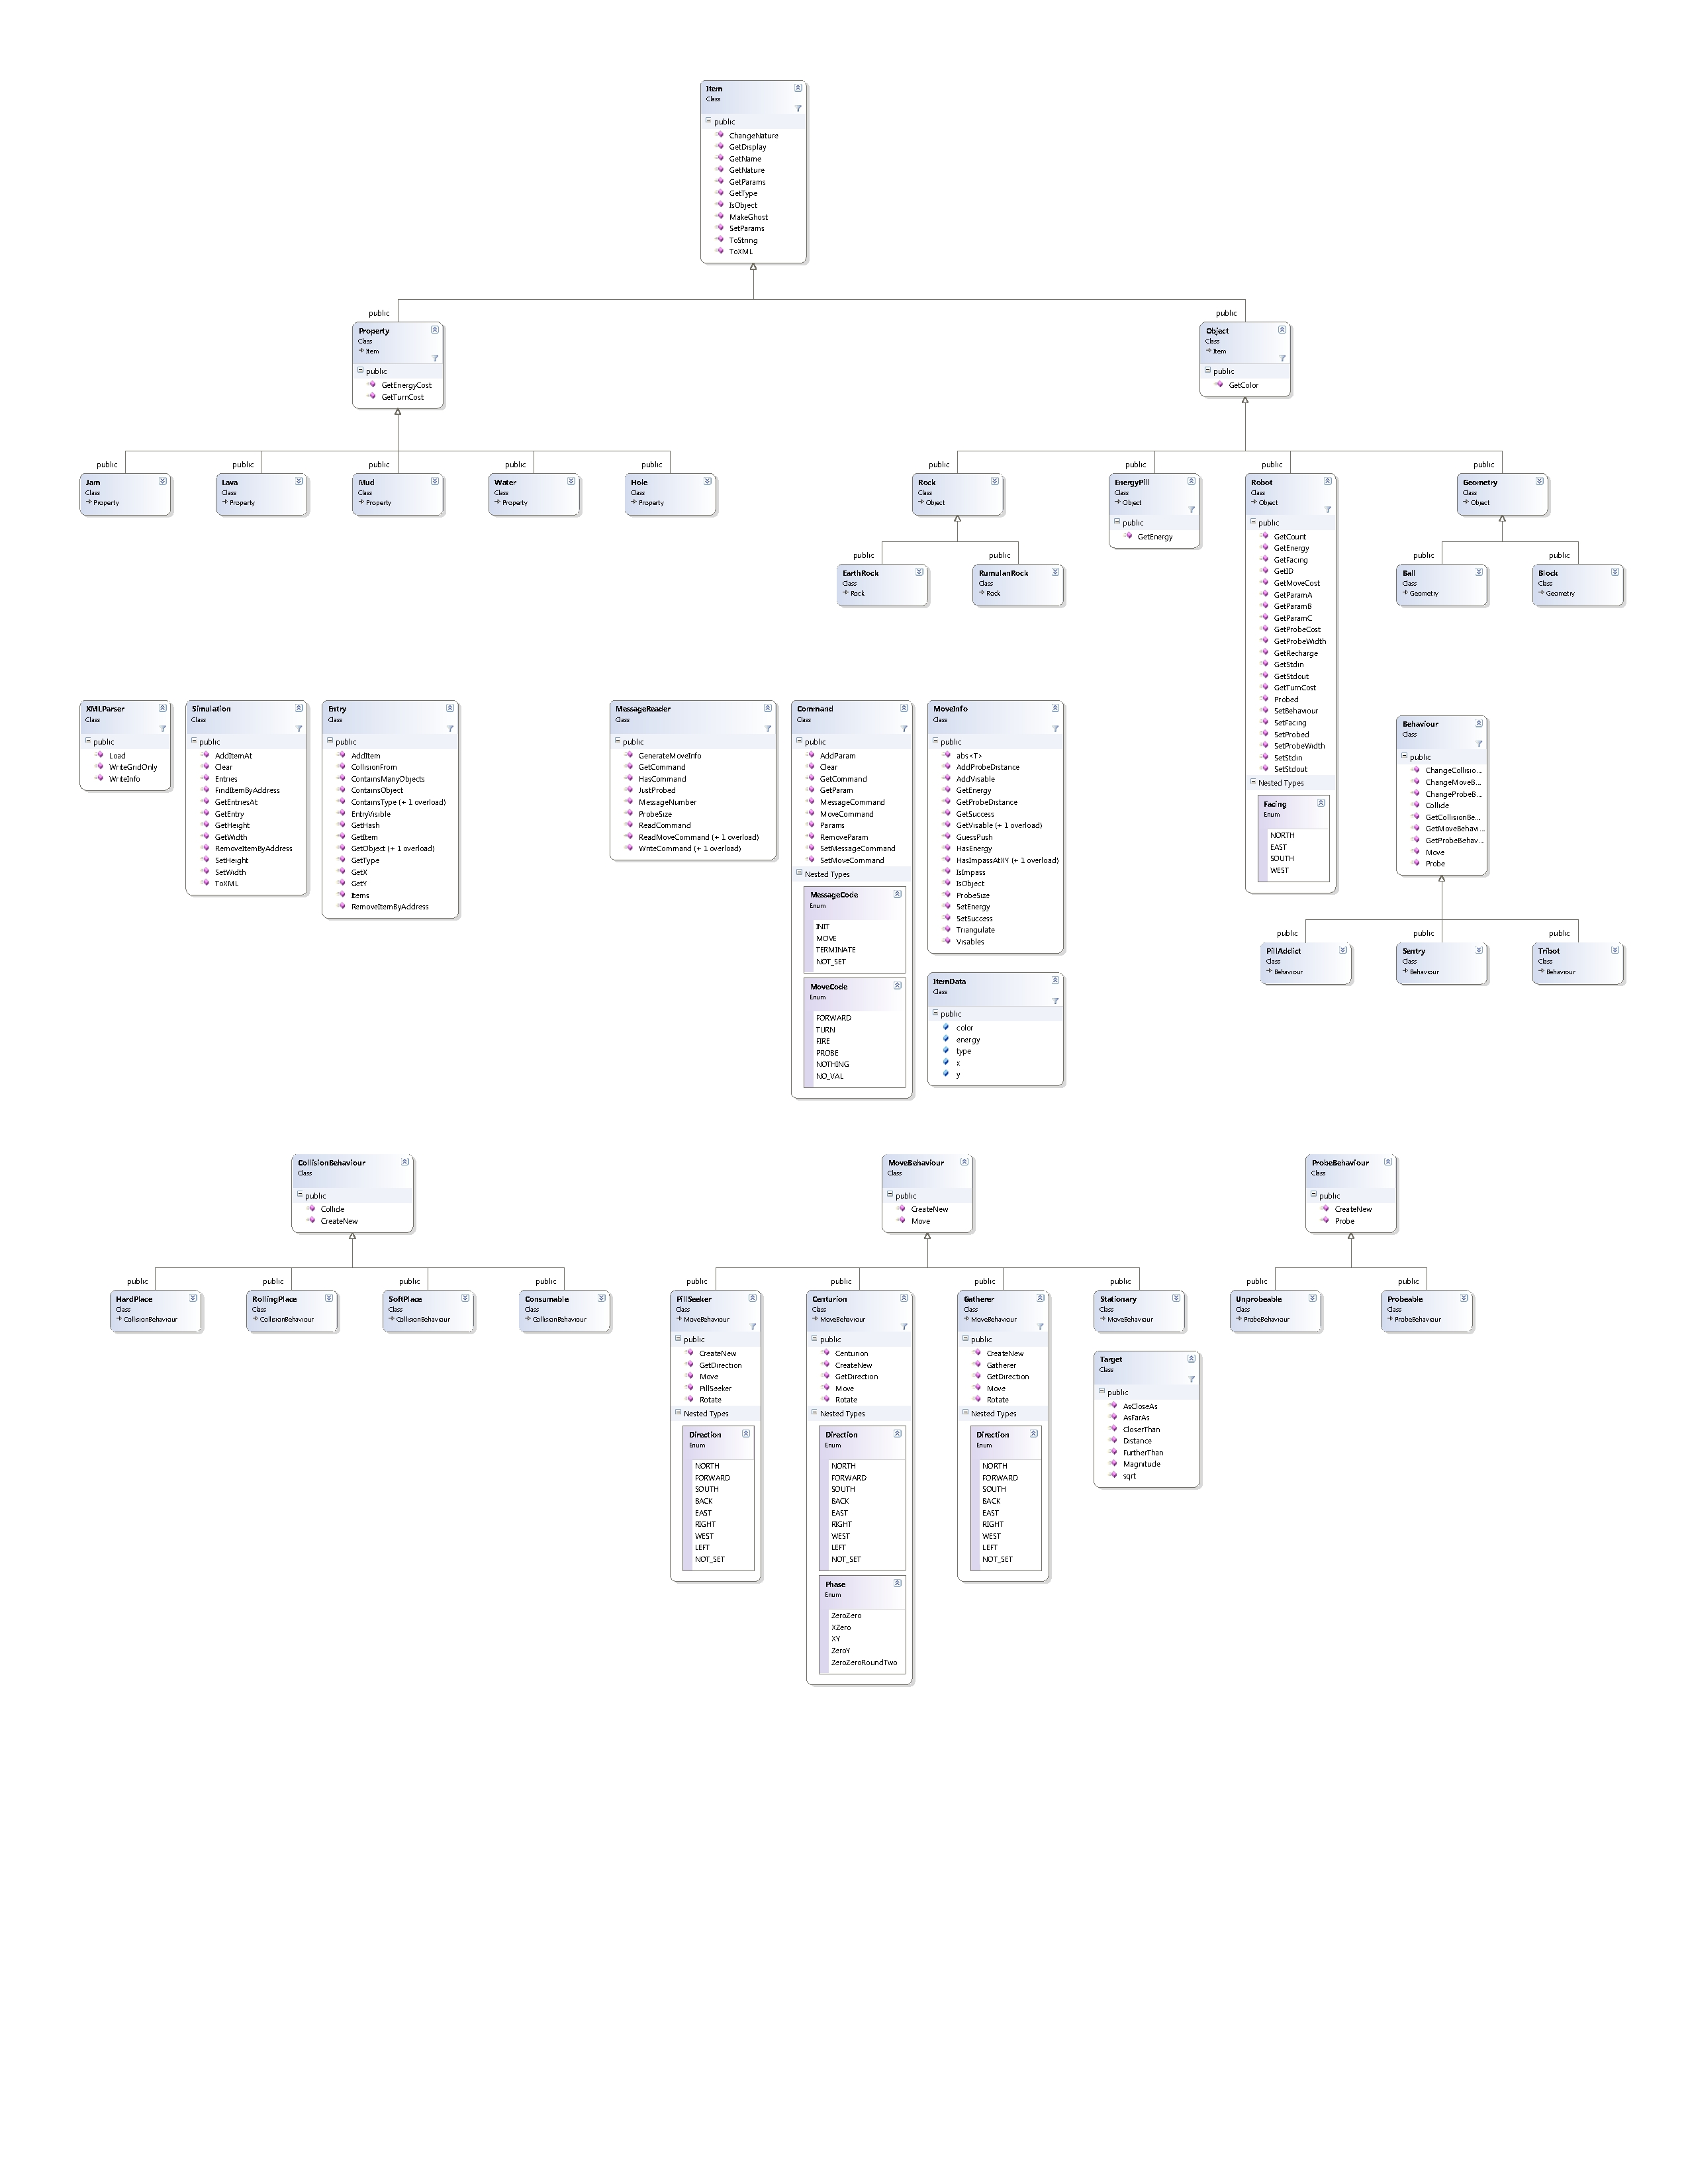 Item
Class
public
ChangeNature
GetDisplay
GetName
GetNature
GetParams
GetType
IsObject
MakeGhost
SetParams
ToString
ToXML
public
Property
Class
Item
public
GetEnergyCost
GetTurnCost
public
Object
Class
Item
public
GetColor
public
Jam
Class
Property
public
Lava
Class
Property
public
Mud
Class
Property
public
Water
Class
Property
public
Hole
Class
Property
public
Rock
Class
Object
public
EnergyPill
Class
Object
public
GetEnergy
public
Robot
Class
Object
public
GetCount
GetEnergy
GetFacing
GetID
GetMoveCost
GetParamA
GetParamB
GetParamC
GetProbeCost
GetProbeWidth
GetRecharge
GetStdin
GetStdout
GetTurnCost
Probed
SetBehaviour
SetFacing
SetProbed
SetProbeWidth
SetStdin
SetStdout
Nested Types
Facing
Enum
NORTH
EAST
SOUTH
WEST
public
Geometry
Class
Object
public
EarthRock
Class
Rock
public
RumulanRock
Class
Rock
public
Ball
Class
Geometry
public
Block
Class
Geometry
XMLParser
Class
public
Load
WriteGridOnly
WriteInfo
Simulation
Class
public
AddItemAt
Clear
Entries
FindItemByAddress
GetEntriesAt
GetEntry
GetHeight
GetWidth
RemoveItemByAddress
SetHeight
SetWidth
ToXML
Entry
Class
public
AddItem
CollisionFrom
ContainsManyObjects
ContainsObject
ContainsType (+ 1 overload)
EntryVisible
GetHash
GetItem
GetObject (+ 1 overload)
GetType
GetX
GetY
Items
RemoveItemByAddress
MessageReader
Class
public
GenerateMoveInfo
GetCommand
HasCommand
JustProbed
MessageNumber
ProbeSize
ReadCommand
ReadMoveCommand (+ 1 overload)
WriteCommand (+ 1 overload)
Command
Class
public
AddParam
Clear
GetCommand
GetParam
MessageCommand
MoveCommand
Params
RemoveParam
SetMessageCommand
SetMoveCommand
Nested Types
MessageCode
Enum
INIT
MOVE
TERMINATE
NOT_SET
MoveCode
Enum
FORWARD
TURN
FIRE
PROBE
NOTHING
NO_VAL
MoveInfo
Class
public
abs<T>
AddProbeDistance
AddVisable
GetEnergy
GetProbeDistance
GetSuccess
GetVisable (+ 1 overload)
GuessPush
HasEnergy
HasImpassAtXY (+ 1 overload)
IsImpass
IsObject
ProbeSize
SetEnergy
SetSuccess
Triangulate
Visables
ItemData
Class
public
color
energy
type
x
y
Behaviour
Class
public
ChangeCollisio...
ChangeMoveB...
ChangeProbeB...
Collide
GetCollisionBe...
GetMoveBehavi...
GetProbeBehav...
Move
Probe
public
PillAddict
Class
Behaviour
public
Sentry
Class
Behaviour
public
Tribot
Class
Behaviour
CollisionBehaviour
Class
public
Collide
CreateNew
MoveBehaviour
Class
public
CreateNew
Move
ProbeBehaviour
Class
public
CreateNew
Probe
public
HardPlace
Class
CollisionBehaviour
public
RollingPlace
Class
CollisionBehaviour
public
SoftPlace
Class
CollisionBehaviour
public
Consumable
Class
CollisionBehaviour
public
PillSeeker
Class
MoveBehaviour
public
CreateNew
GetDirection
Move
PillSeeker
Rotate
Nested Types
Direction
Enum
NORTH
FORWARD
SOUTH
BACK
EAST
RIGHT
WEST
LEFT
NOT_SET
public
Centurion
Class
MoveBehaviour
public
Centurion
CreateNew
GetDirection
Move
Rotate
Nested Types
Direction
Enum
NORTH
FORWARD
SOUTH
BACK
EAST
RIGHT
WEST
LEFT
NOT_SET
Phase
Enum
ZeroZero
XZero
XY
ZeroY
ZeroZeroRoundTwo
public
Gatherer
Class
MoveBehaviour
public
CreateNew
Gatherer
GetDirection
Move
Rotate
Nested Types
Direction
Enum
NORTH
FORWARD
SOUTH
BACK
EAST
RIGHT
WEST
LEFT
NOT_SET
public
Stationary
Class
MoveBehaviour
Target
Class
public
AsCloseAs
AsFarAs
CloserThan
Distance
FurtherThan
Magnitude
sqrt
public
Unprobeable
Class
ProbeBehaviour
public
Probeable
Class
ProbeBehaviour